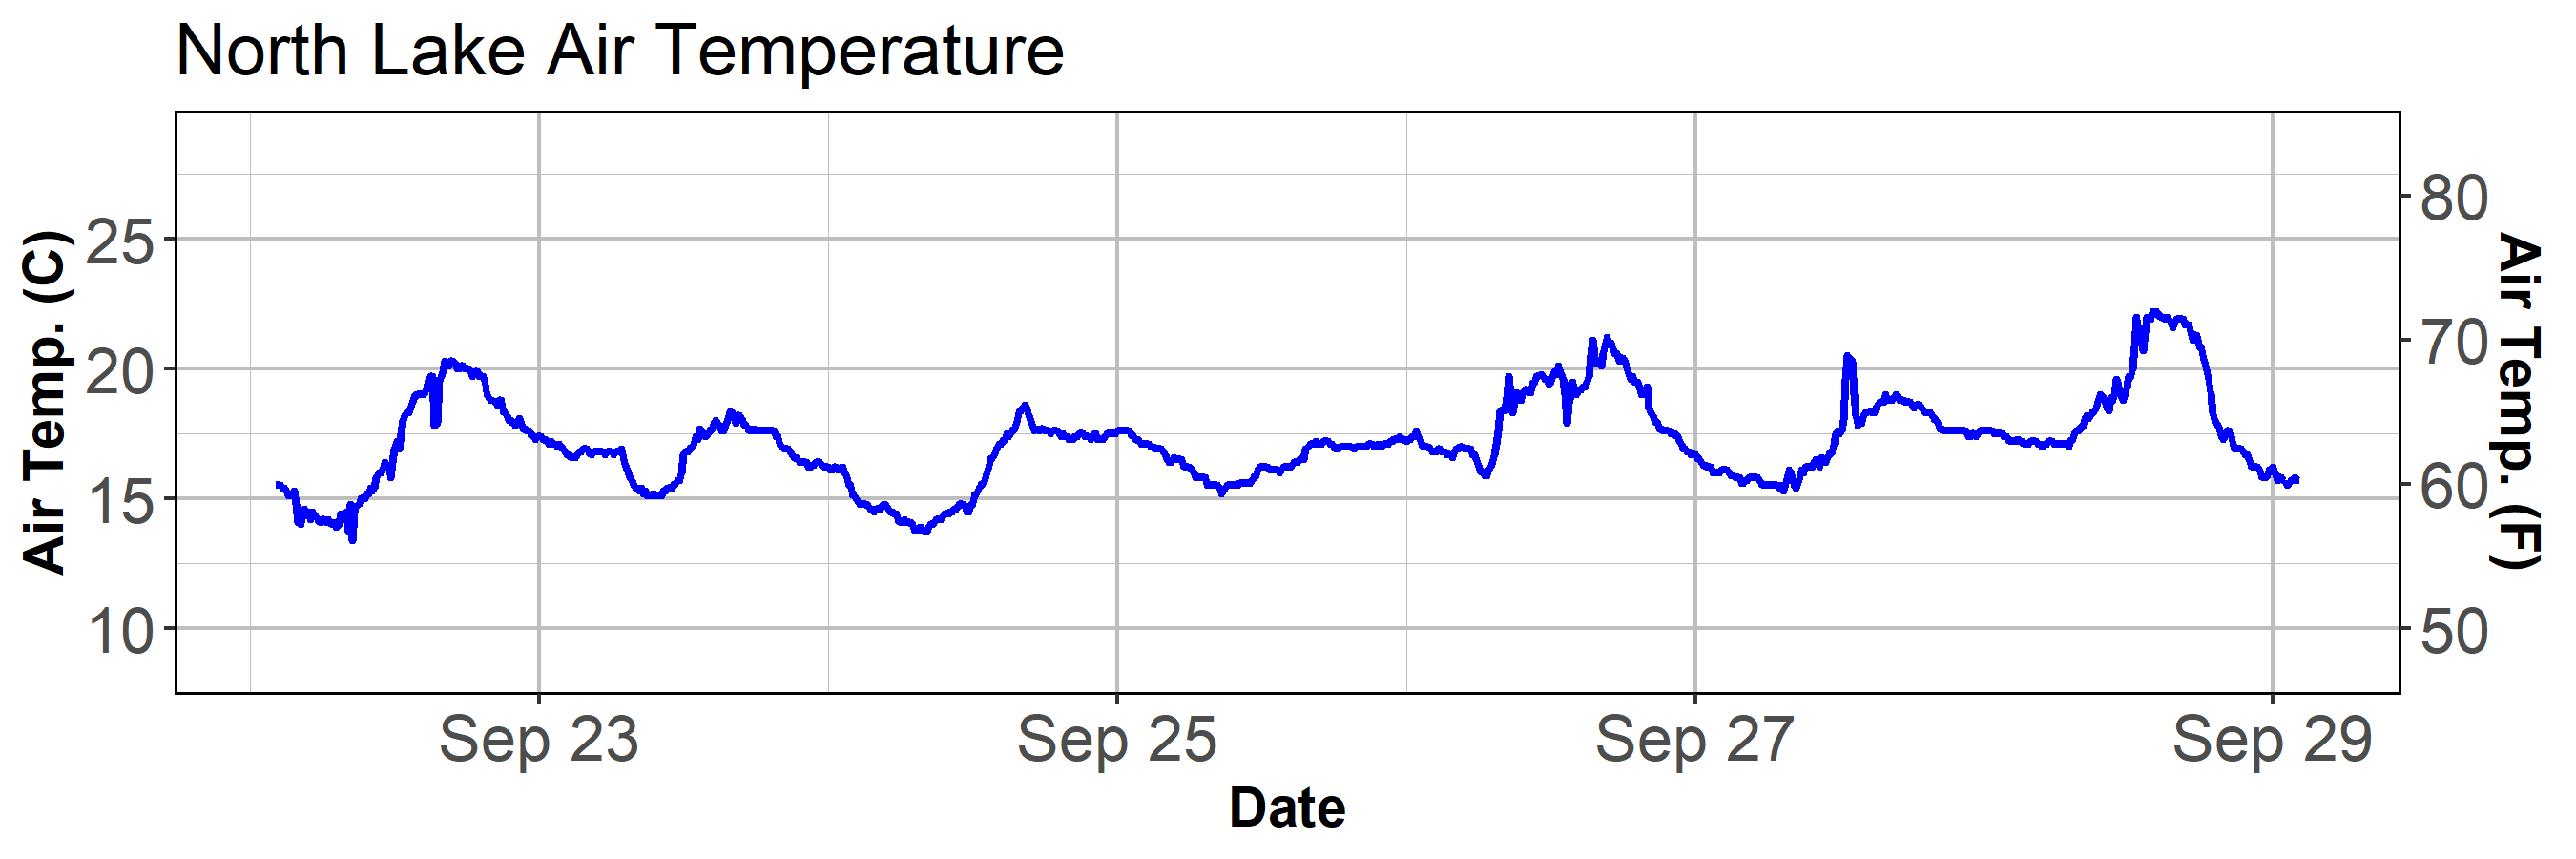 North Lake Air Temperature
Air Temp. (C)
25
20
15
10
80
70
60
50
Air Temp. (F)
Sep 23
Sep 25
Sep 27
Sep 29
Date